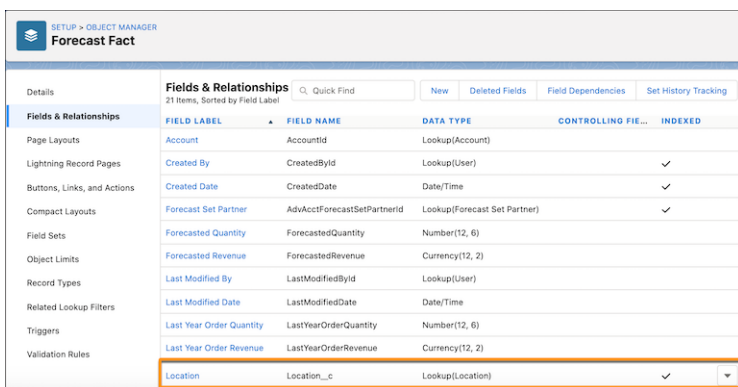 SETUP > OBJECT MANAGER
Forecast Fact
Details
Fields & Relationships
Page Layouts
Lightning Record Pages
Buttons, Links, and Actions
Compact Layouts
Field Sets
Object Limits
Record Types
Related Lookup Filters
Triggers
Validation Rules
Fields & Relationships
21 Items, Sorted by Field Label
Quick Find
New
Deleted Fields
Field Dependencies
Set History Tracking
FIELD LABEL FIELD NAME DATA TYPE CONTROLLING FIE... INDEXED
Account AccountId Lookup(Account)
Created By CreatedById Lookup(User)
Created Date CreatedDate Date/Time
Forecast Set Partner AdvAcctForecastSetPartnerId Lookup(Forecast Set Partner)
Forecasted Quantity ForecastedQuantity Number(12, 6)
Forecasted Revenue ForecastedRevenue Currency(12, 2)
Last Modified By LastModifiedById Lookup(User)
Last Modified Date LastModifiedDate Date/Time
Last Year Order Quantity LastYearOrderQuantity Number(12, 6)
Last Year Order Revenue LastYearOrderRevenue Currency(12, 2)
Location Location__c Lookup(Location)